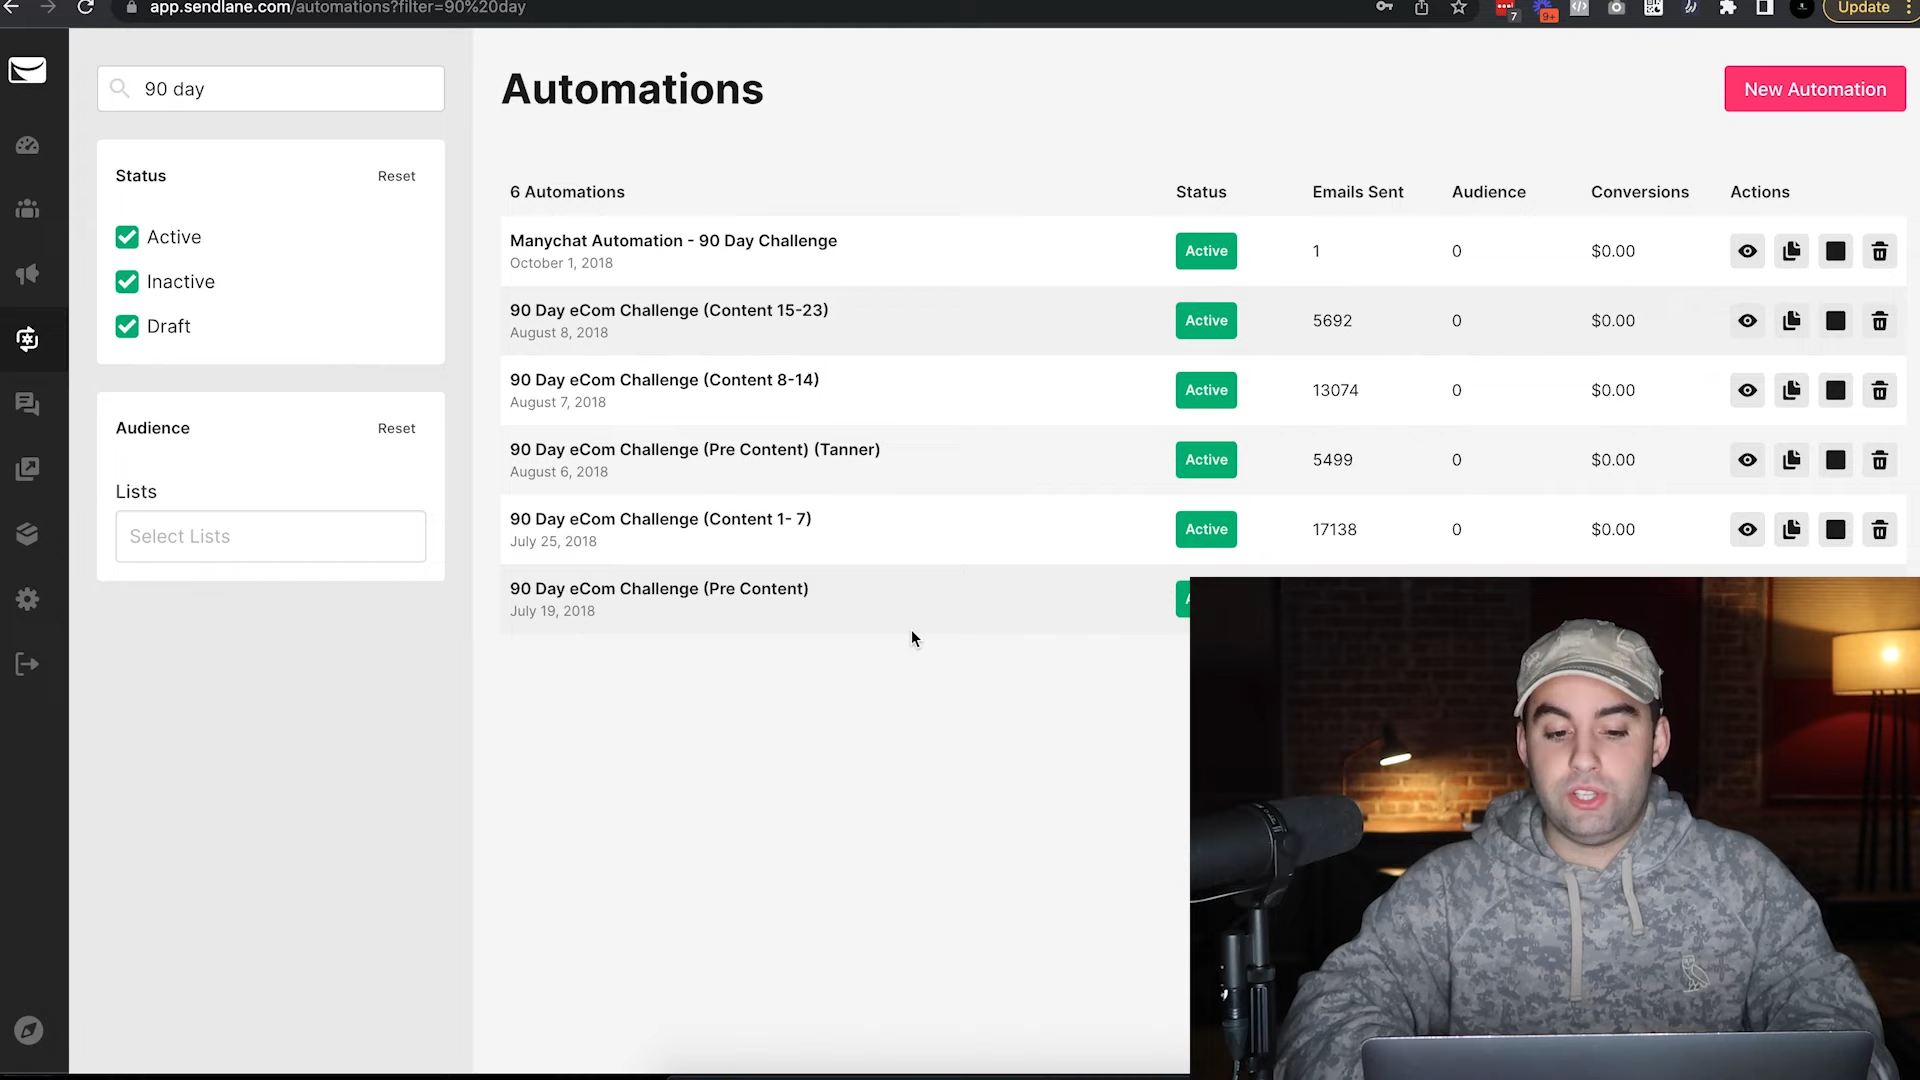 app.sendlane.com/automations?filter=90%20day
7
9+
Update
90 day
Automations
New Automation
Status
Reset
Active
Inactive
Draft
Audience
Reset
Lists
Select Lists
6 Automations
Status
Emails Sent
Audience
Conversions
Actions
Manychat Automation - 90 Day Challenge
October 1, 2018
Active
1
0
$0.00
90 Day eCom Challenge (Content 15-23)
August 8, 2018
Active
5692
0
$0.00
90 Day eCom Challenge (Content 8-14)
August 7, 2018
Active
13074
0
$0.00
90 Day eCom Challenge (Pre Content) (Tanner)
August 6, 2018
Active
5499
0
$0.00
90 Day eCom Challenge (Content 1- 7)
July 25, 2018
Active
17138
0
$0.00
90 Day eCom Challenge (Pre Content)
July 19, 2018